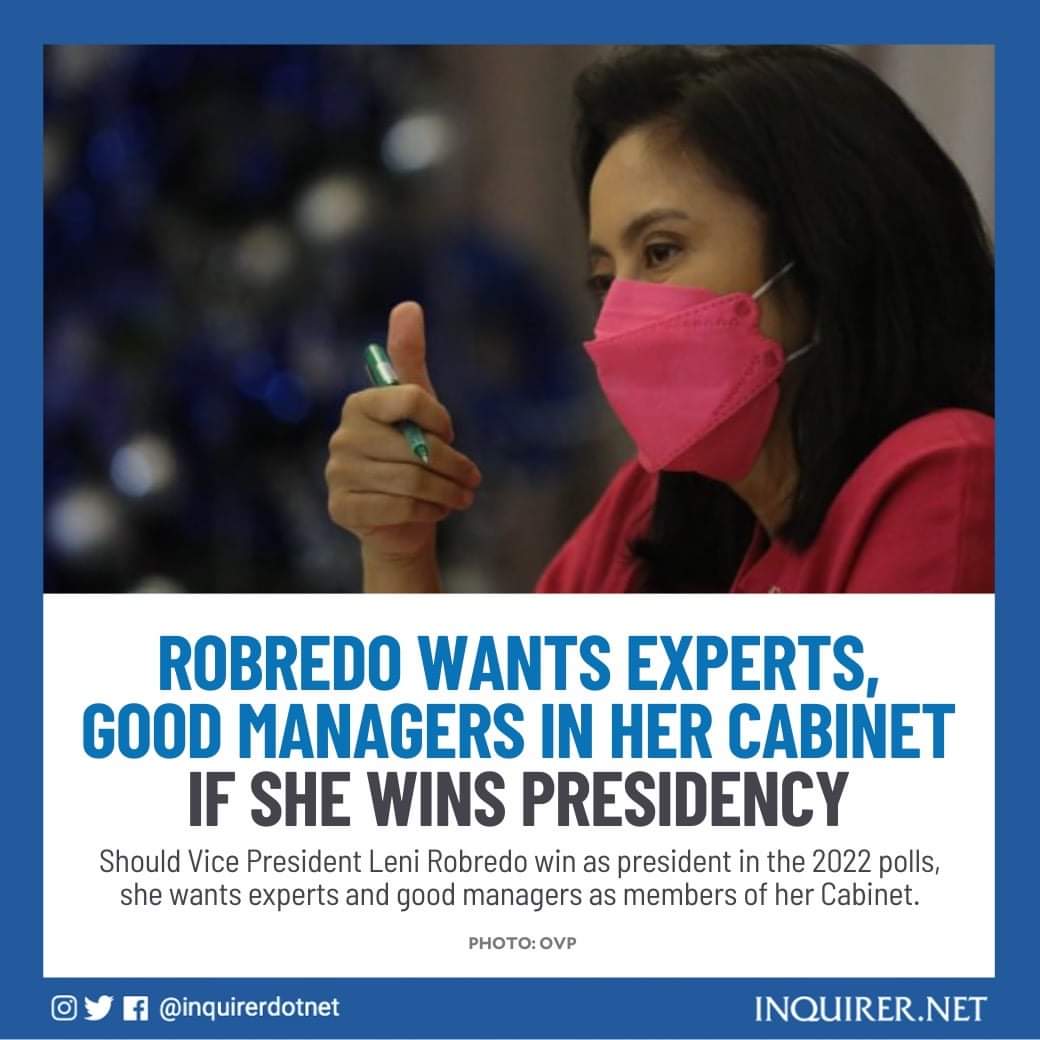 ROBREDO WANTS EXPERTS,
GOOD MANAGERS IN HER CABINET
IF SHE WINS PRESIDENCY
Should Vice President Leni Robredo win as president in the 2022 polls,
she wants experts and good managers as members of her Cabinet.
PHOTO: OVP
@inquirerdotnet
INQUIRER.NET